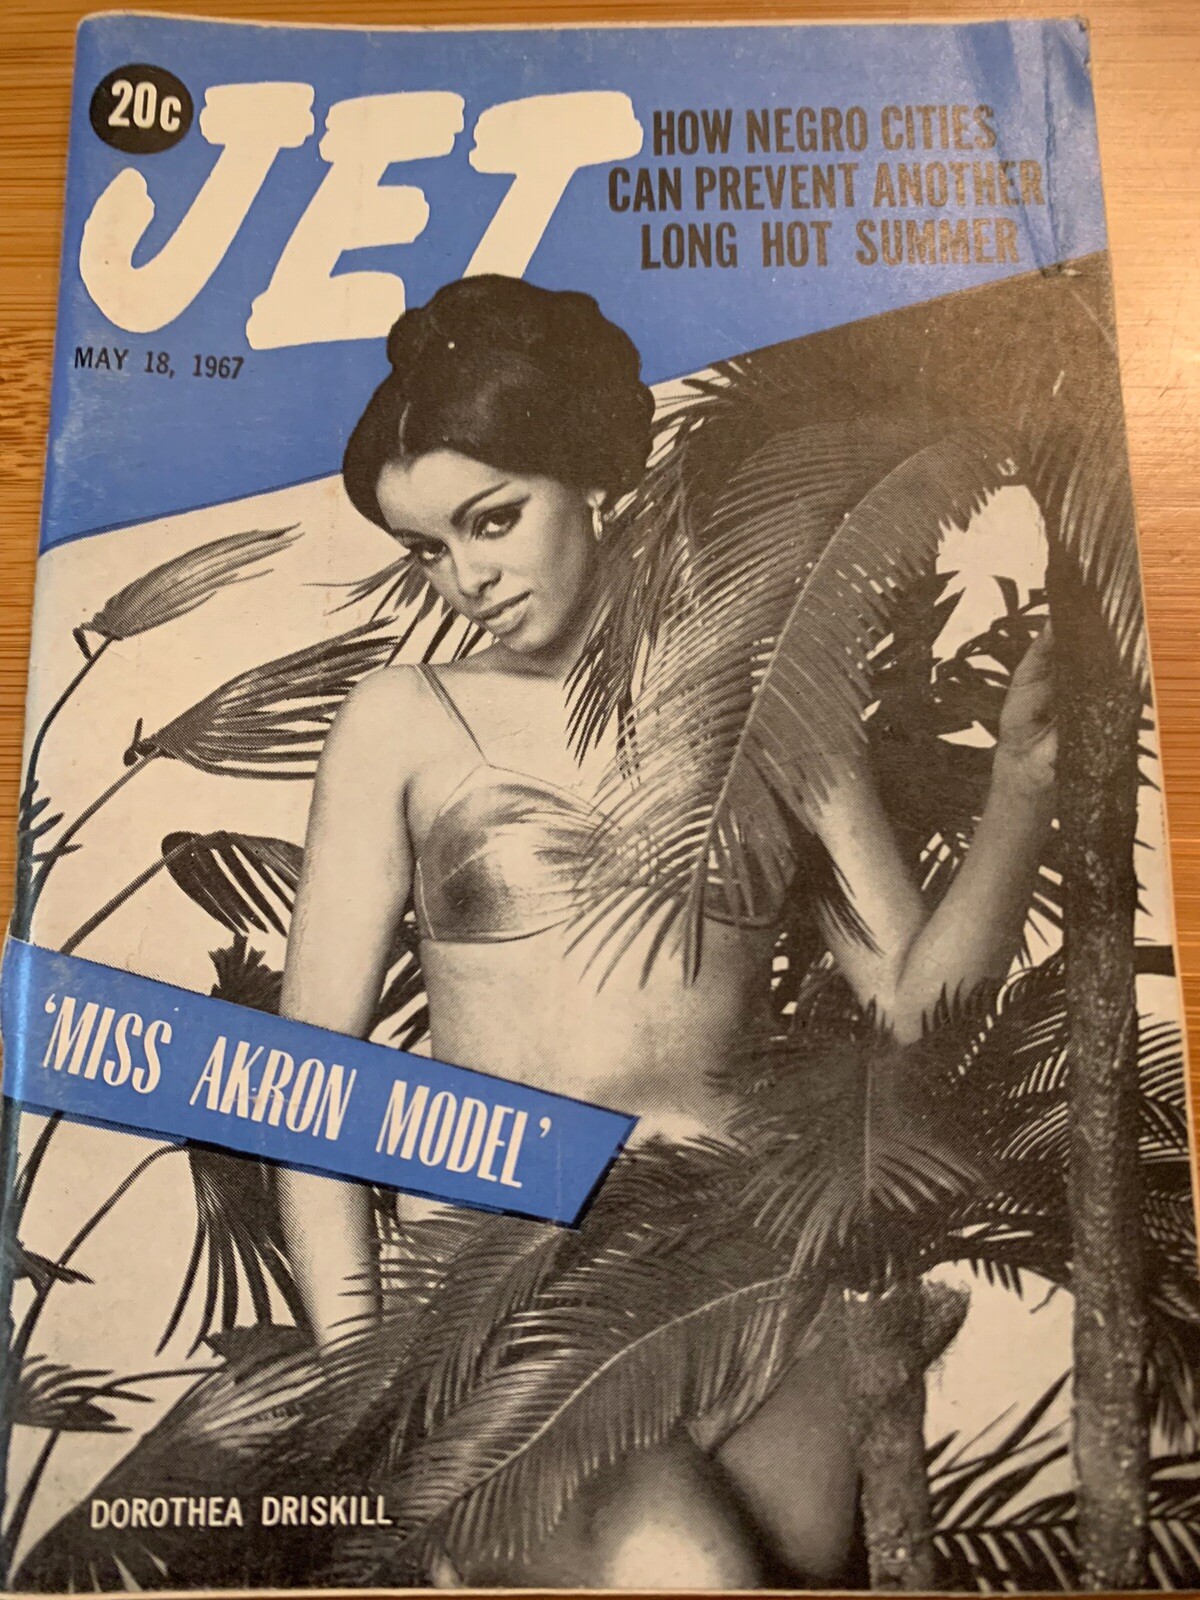 20c
JET
HOW NEGRO CITIES
CAN PREVENT ANOTHER
LONG HOT SUMMER
MAY 18, 1967
'MISS AKRON MODEL'
DOROTHEA DRISKILL